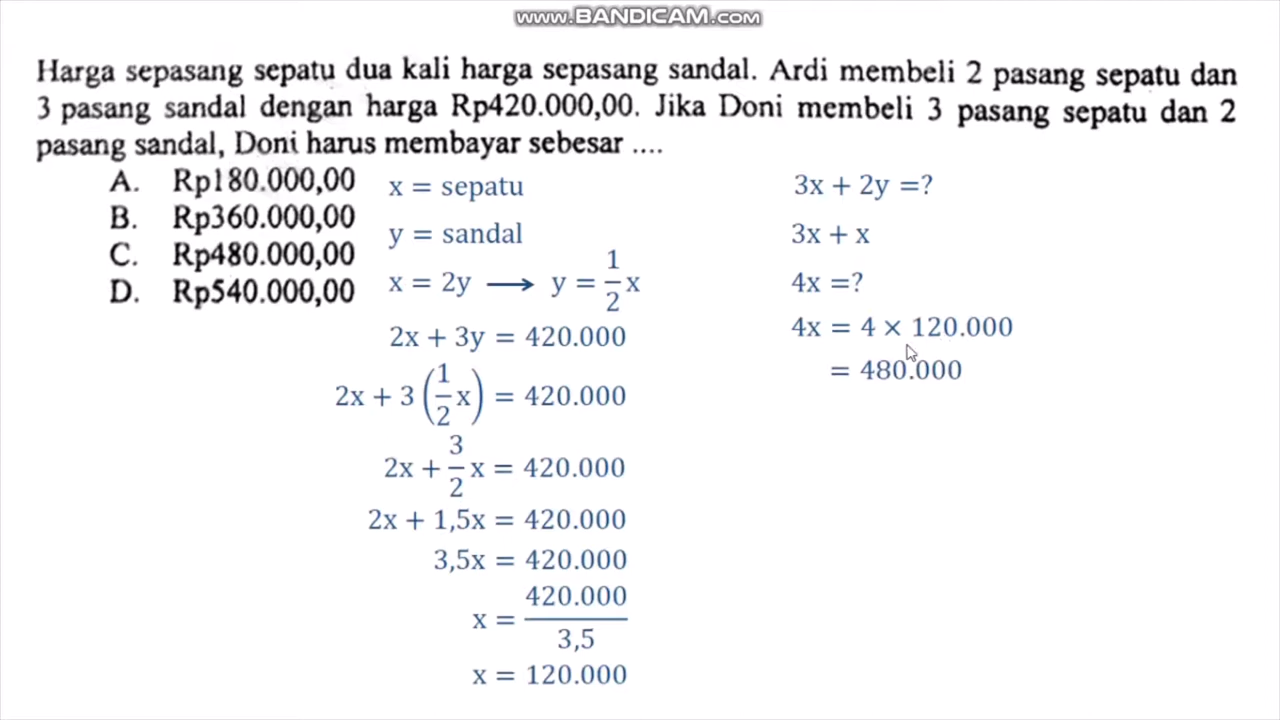 www.BANDICAM.com
Harga sepasang sepatu dua kali harga sepasang sandal. Ardi membeli 2 pasang sepatu dan
3 pasang sandal dengan harga Rp420.000,00. Jika Doni membeli 3 pasang sepatu dan 2
pasang sandal, Doni harus membayar sebesar ....
A. Rp180.000,00
B. Rp360.000,00
C. Rp480.000,00
D. Rp540.000,00
x = sepatu
y = sandal
x = 2y ⟶ y = 1/2 x
2x + 3y = 420.000
2x + 3 (1/2 x) = 420.000
2x + 3/2 x = 420.000
2x + 1,5x = 420.000
3,5x = 420.000
x = 420.000/3,5
x = 120.000
3x + 2y =?
3x + x
4x =?
4x = 4 × 120.000
= 480.000